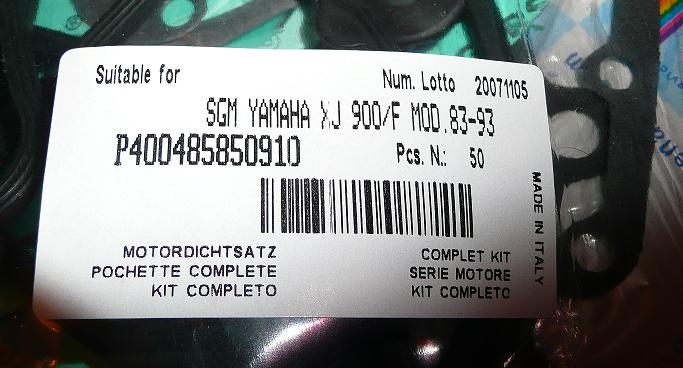 Suitable for
Num. Lotto 20071105
SGM YAMAHA XJ 900/F MOD.83-93
P400485850910
Pcs. N.: 50
MADE IN ITALY
MOTORDICHTSATZ
POCHETTE COMPLETE
KIT COMPLETO
COMPLET KIT
SERIE MOTORE
KIT COMPLETO